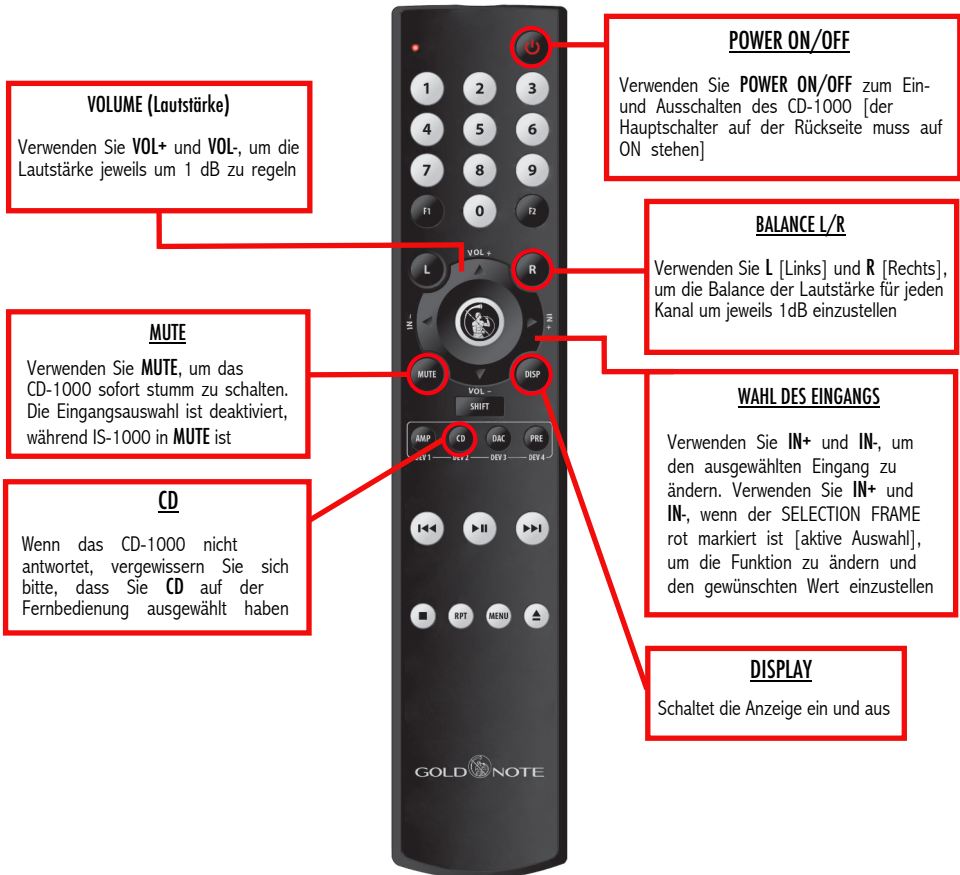 POWER ON/OFF
Verwenden Sie POWER ON/OFF zum Ein-
und Ausschalten des CD-1000 [der
Hauptschalter auf der Rückseite muss auf
ON stehen]
VOLUME (Lautstärke)
Verwenden Sie VOL+ und VOL-, um die
Lautstärke jeweils um 1 dB zu regeln
BALANCE L/R
Verwenden Sie L [Links] und R [Rechts],
um die Balance der Lautstärke für jeden
Kanal um jeweils 1dB einzustellen
MUTE
Verwenden Sie MUTE, um das
CD-1000 sofort stumm zu schalten.
Die Eingangsauswahl ist deaktiviert,
während IS-1000 in MUTE ist
WAHL DES EINGANGS
Verwenden Sie IN+ und IN-, um
den ausgewählten Eingang zu
ändern. Verwenden Sie IN+ und
IN-, wenn der SELECTION FRAME
rot markiert ist [aktive Auswahl],
um die Funktion zu ändern und
den gewünschten Wert einzustellen
CD
Wenn das CD-1000 nicht
antwortet, vergewissern Sie sich
bitte, dass Sie CD auf der
Fernbedienung ausgewählt haben
DISPLAY
Schaltet die Anzeige ein und aus
1 2 3
4 5 6
7 8 9
F1 0 F2
VOL +
L R
IN - IN +
MUTE DISP
VOL -
SHIFT
AMP CD DAC PRE
DEV 1 DEV 2 DEV 3 DEV 4
RPT MENU
GOLD NOTE